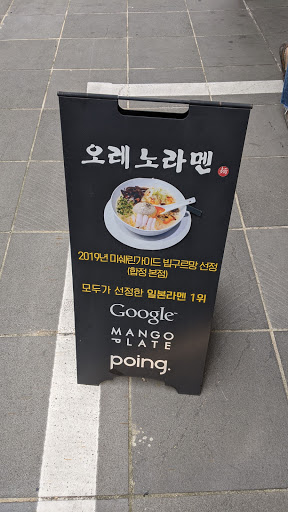 오레노라멘
2019년 미쉐린가이드 빕구르망 선정
(합정 본점)
모두가 선정한 일본라멘 1위
Google
MANGO
PLATE
poing.